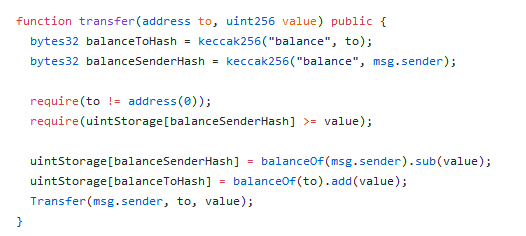 function transfer(address to, uint256 value) public {
  bytes32 balanceToHash = keccak256("balance", to);
  bytes32 balanceSenderHash = keccak256("balance", msg.sender);

  require(to != address(0));
  require(uintStorage[balanceSenderHash] >= value);

  uintStorage[balanceSenderHash] = balanceOf(msg.sender).sub(value);
  uintStorage[balanceToHash] = balanceOf(to).add(value);
  Transfer(msg.sender, to, value);
}